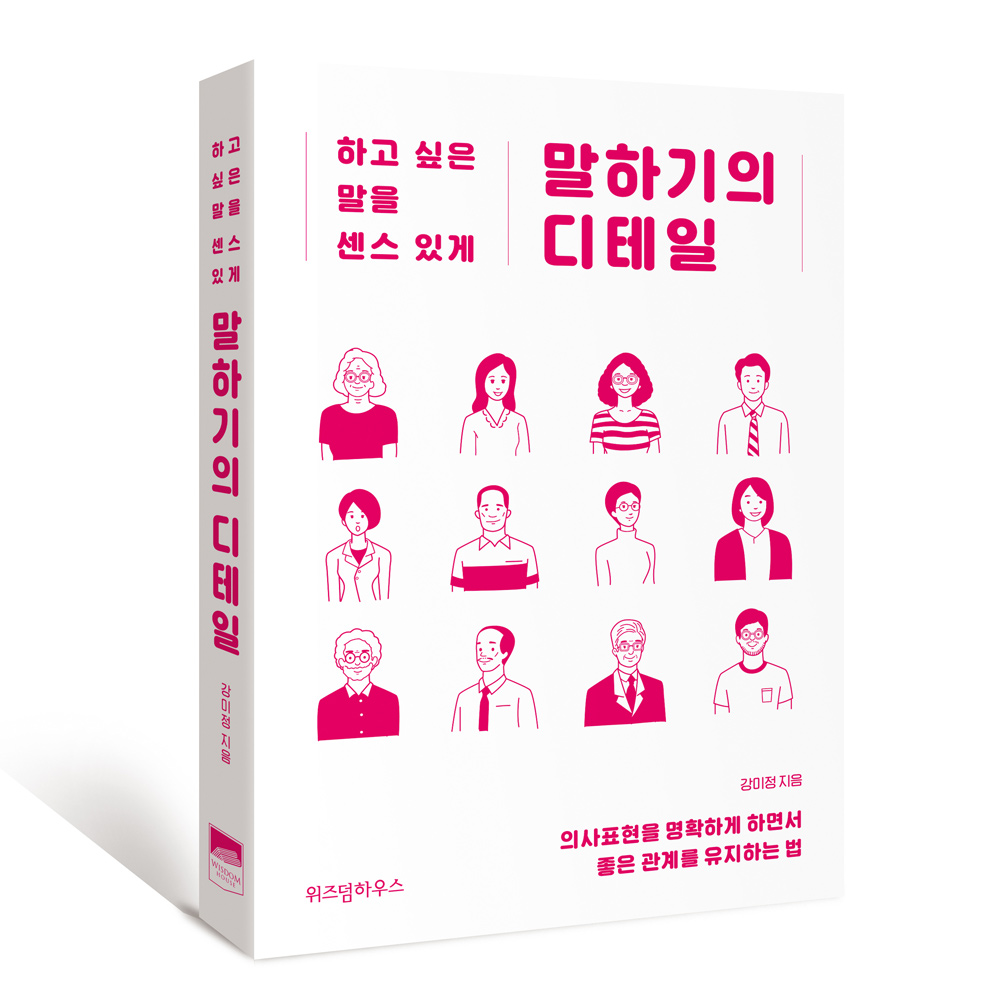 하고 싶은
말을
센스 있게
말하기의
디테일
강미정 지음
의사표현을 명확하게 하면서
좋은 관계를 유지하는 법
위즈덤하우스
하고
싶은
말을
센스
있게
말하기의 디테일
강미정 지음
WISDOM
HOUSE